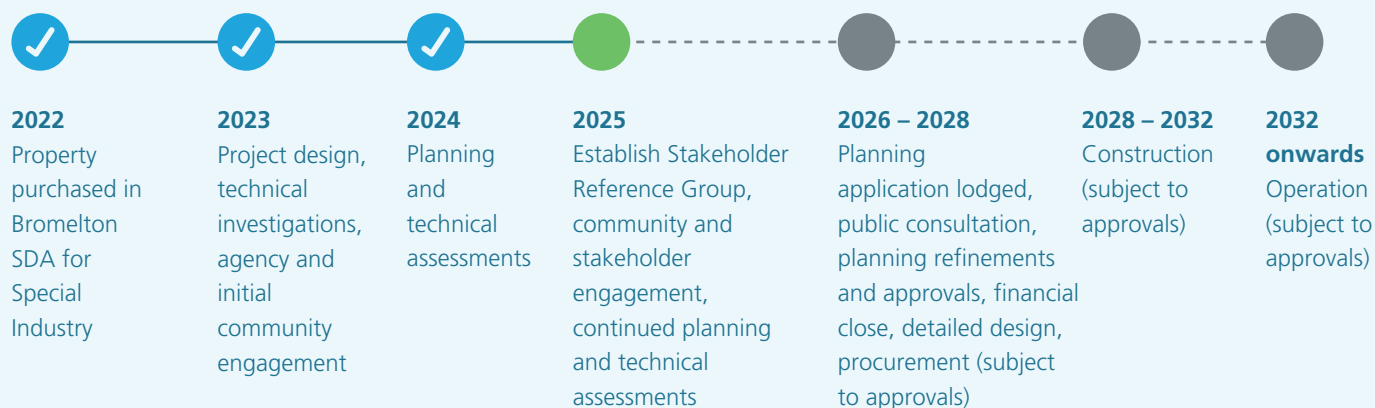 2022
Property
purchased in
Bromelton
SDA for
Special
Industry
2023
Project design,
technical
investigations,
agency and
initial
community
engagement
2024
Planning
and
technical
assessments
2025
Establish Stakeholder
Reference Group,
community and
stakeholder
engagement,
continued planning
and technical
assessments
2026 – 2028
Planning
application lodged,
public consultation,
planning refinements
and approvals, financial
close, detailed design,
procurement (subject
to approvals)
2028 – 2032
Construction
(subject to
approvals)
2032
onwards
Operation
(subject to
approvals)